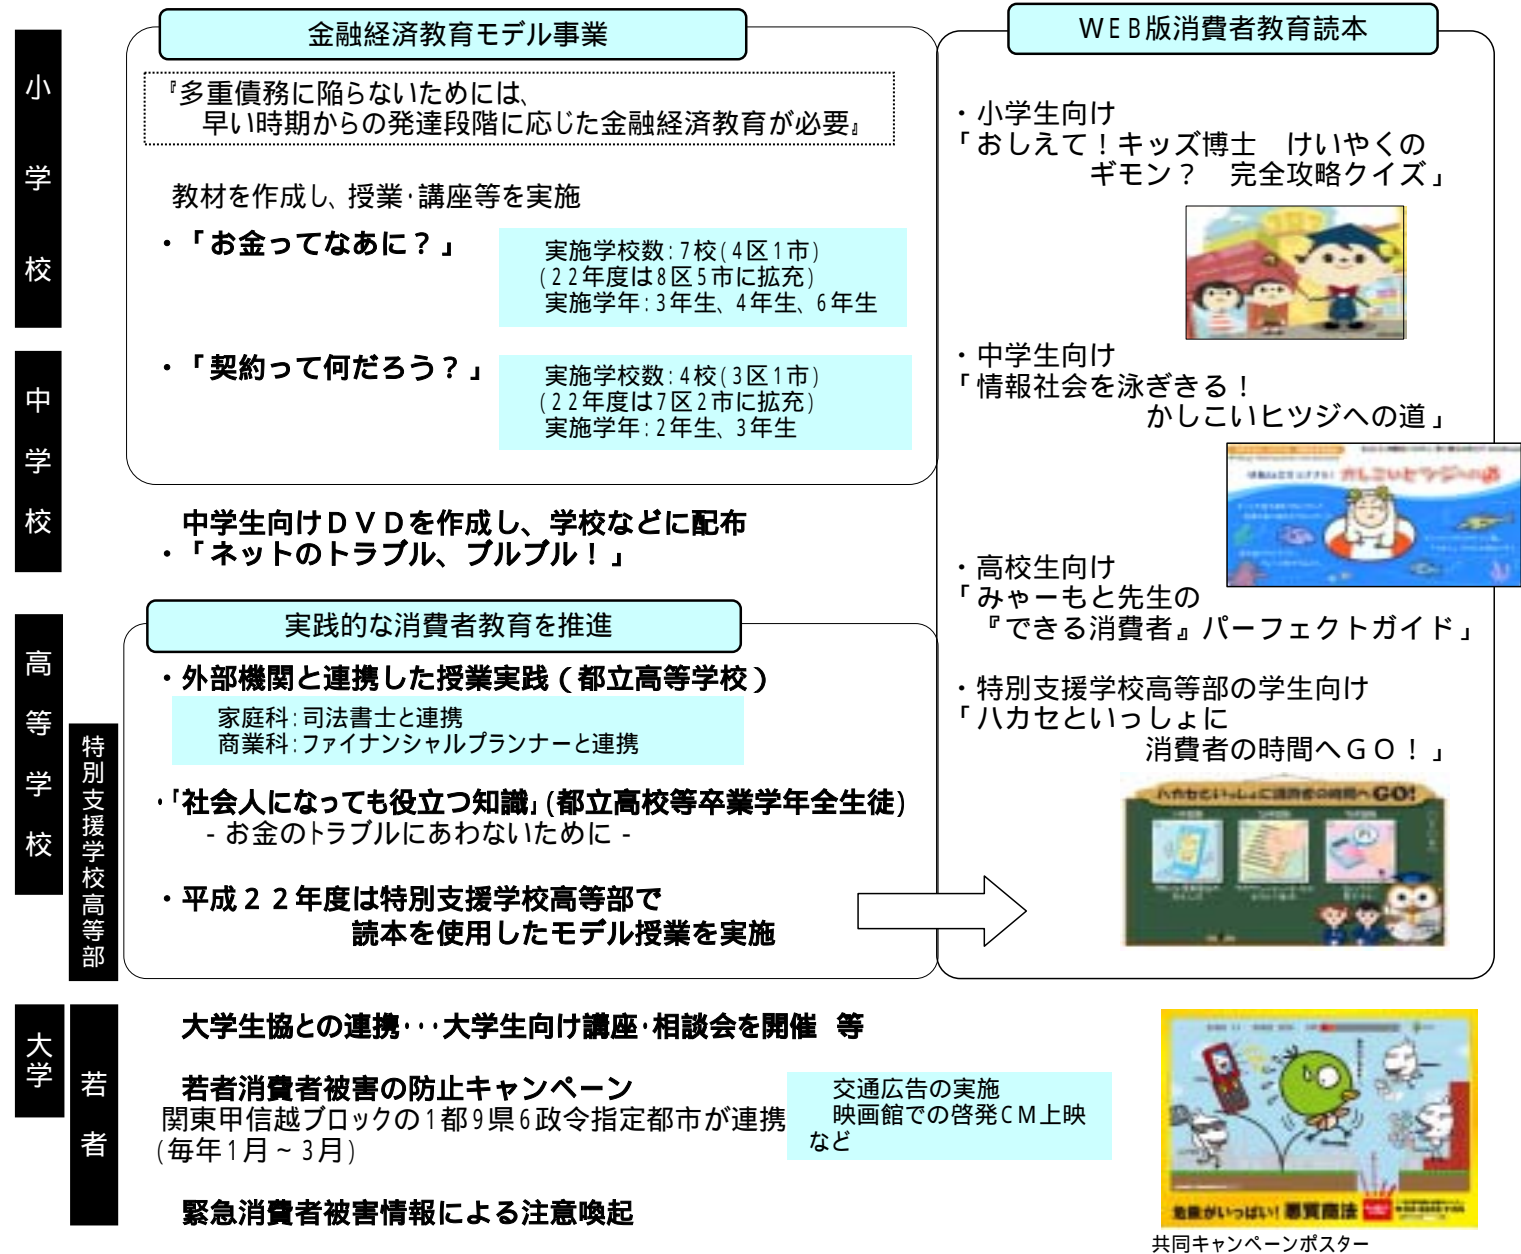 小学校
中学校
高等学校
特別支援学校高等部
大学
若者
金融経済教育モデル事業
『多重債務に陥らないためには、
早い時期からの発達段階に応じた金融経済教育が必要』
教材を作成し、授業・講座等を実施
・「お金ってなあに？」
実施学校数：7校（4区1市）
（22年度は8区5市に拡充）
実施学年：3年生、4年生、6年生
・「契約って何だろう？」
実施学校数：4校（3区1市）
（22年度は7区2市に拡充）
実施学年：2年生、3年生
中学生向けＤＶＤを作成し、学校などに配布
・「ネットのトラブル、ブルブル！」
実践的な消費者教育を推進
・外部機関と連携した授業実践（都立高等学校）
家庭科：司法書士と連携
商業科：ファイナンシャルプランナーと連携
・「社会人になっても役立つ知識」（都立高校等卒業学年全生徒）
- お金のトラブルにあわないために -
・平成２２年度は特別支援学校高等部で
読本を使用したモデル授業を実施
WEB版消費者教育読本
・小学生向け
「おしえて！キッズ博士　けいやくの
ギモン？　完全攻略クイズ」
・中学生向け
「情報社会を泳ぎきる！
かしこいヒツジへの道」
かしこいヒツジへの道
・高校生向け
「みゃーもと先生の
『できる消費者』パーフェクトガイド」
・特別支援学校高等部の学生向け
「ハカセといっしょに
消費者の時間へＧＯ！」
ハカセといっしょに消費者の時間へGO!
大学生協との連携・・・大学生向け講座・相談会を開催　等
若者消費者被害の防止キャンペーン
関東甲信越ブロックの1都9県6政令指定都市が連携
（毎年1月～3月）
交通広告の実施
映画館での啓発CM上映
など
緊急消費者被害情報による注意喚起
危険がいっぱい！悪質商法
共同キャンペーンポスター